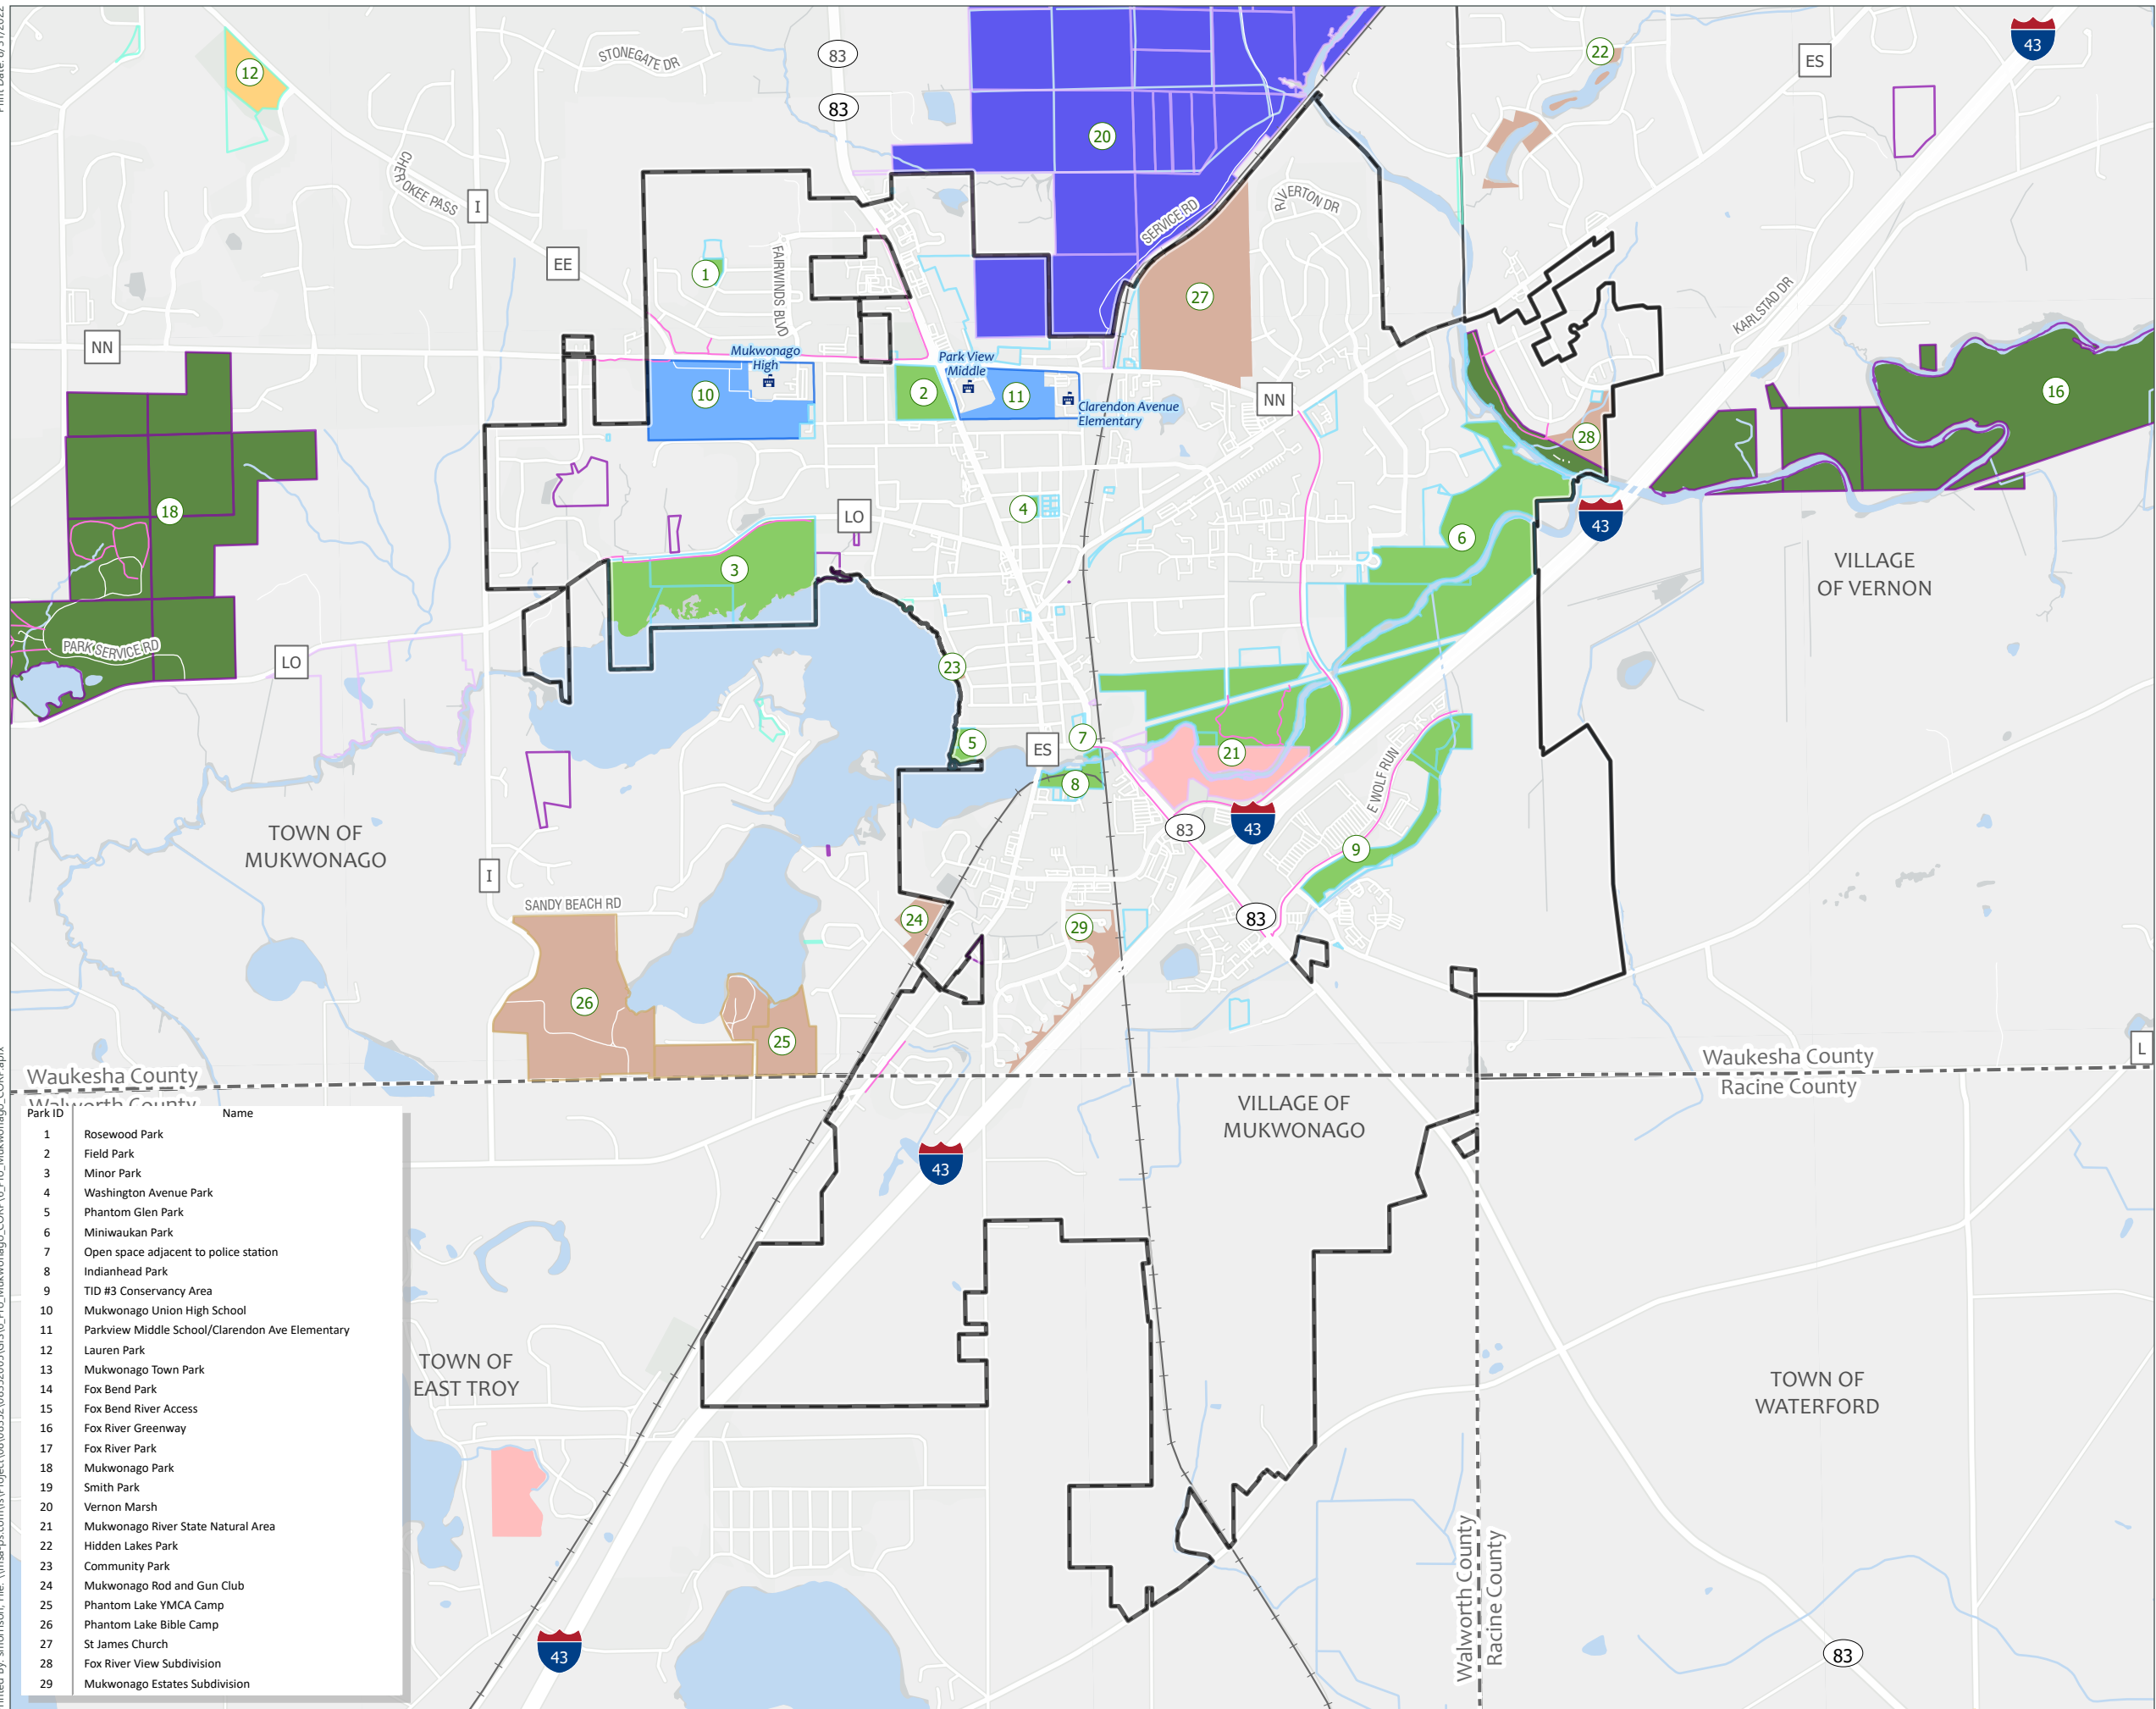 83
43
ES
22
12
STONEGATE DR
83
20
CHEROKEE PASS
I
RIVERTON DR
SERVICE RD
EE
1
FAIRWINDS BLVD
27
KARLSTAD DR
NN
Mukwonago
High
Park View
Middle
10
2
11
Clarendon Avenue
Elementary
NN
16
28
18
4
LO
43
6
3
VILLAGE
OF VERNON
PARK SERVICE RD
LO
23
5
ES
7
21
8
E WOLF RUN
83
43
9
TOWN OF
MUKWONAGO
I
SANDY BEACH RD
24
29
83
26
25
L
Waukesha County
Walworth County
Waukesha County
Racine County
VILLAGE OF
MUKWONAGO
43
Park ID Name
1 Rosewood Park
2 Field Park
3 Minor Park
4 Washington Avenue Park
5 Phantom Glen Park
6 Miniwaukan Park
7 Open space adjacent to police station
8 Indianhead Park
9 TID #3 Conservancy Area
10 Mukwonago Union High School
11 Parkview Middle School/Clarendon Ave Elementary
12 Lauren Park
13 Mukwonago Town Park
14 Fox Bend Park
15 Fox Bend River Access
16 Fox River Greenway
17 Fox River Park
18 Mukwonago Park
19 Smith Park
20 Vernon Marsh
21 Mukwonago River State Natural Area
22 Hidden Lakes Park
23 Community Park
24 Mukwonago Rod and Gun Club
25 Phantom Lake YMCA Camp
26 Phantom Lake Bible Camp
27 St James Church
28 Fox River View Subdivision
29 Mukwonago Estates Subdivision
TOWN OF
EAST TROY
TOWN OF
WATERFORD
Walworth County
Racine County
43
83